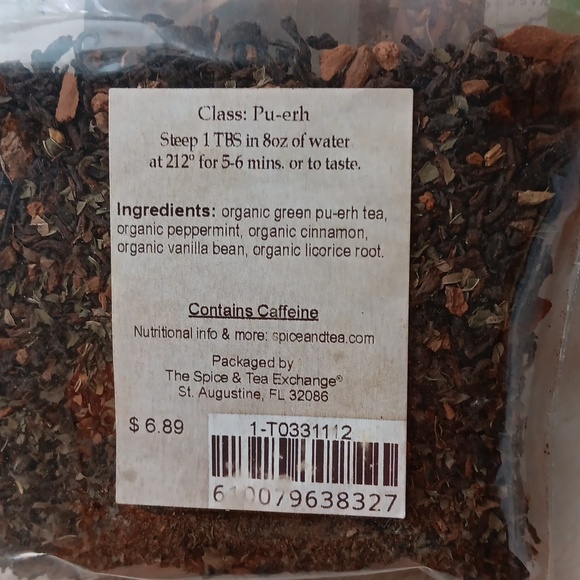 Class: Pu-erh
Steep 1 TBS in 8oz of water
at 212° for 5-6 mins. or to taste.
Ingredients: organic green pu-erh tea,
organic peppermint, organic cinnamon,
organic vanilla bean, organic licorice root.
Contains Caffeine
Nutritional info & more: spiceandtea.com
Packaged by
The Spice & Tea Exchange®
St. Augustine, FL 32086
$ 6.89
1-T0331112
610079638327